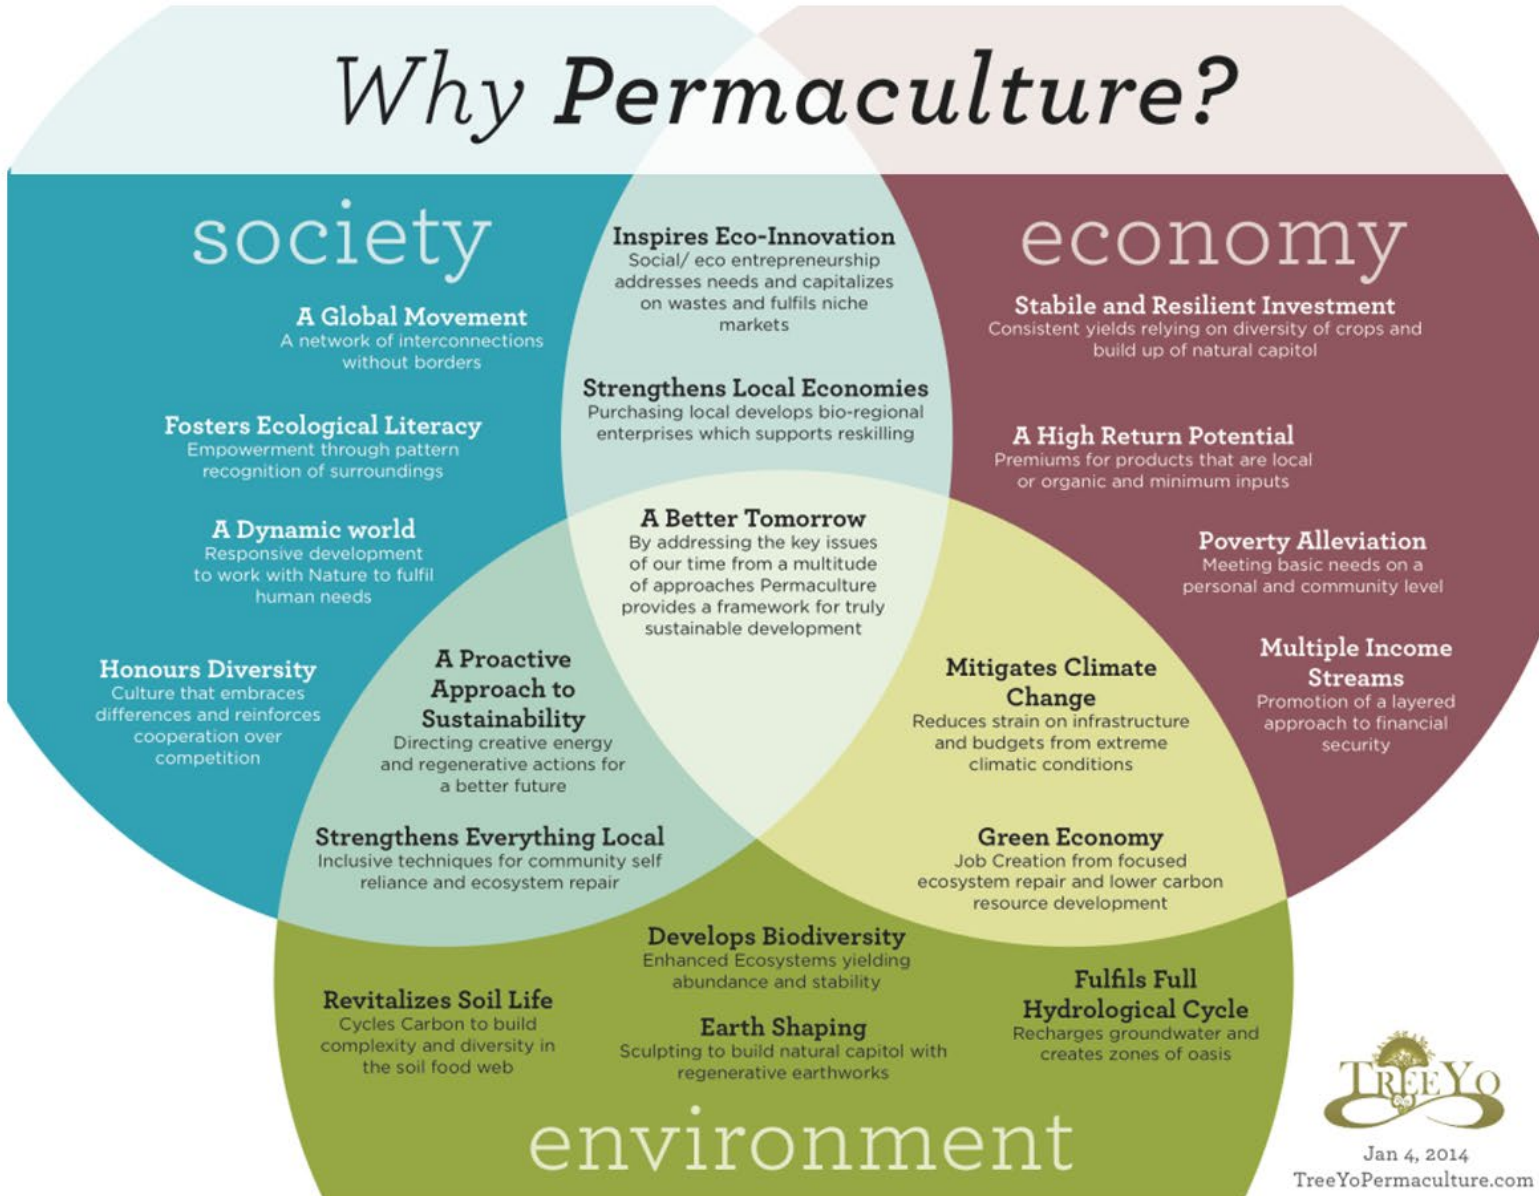 Why Permaculture?
society
A Global Movement
A network of interconnections
without borders
Fosters Ecological Literacy
Empowerment through pattern
recognition of surroundings
A Dynamic world
Responsive development
to work with Nature to fulfil
human needs
Honours Diversity
Culture that embraces
differences and reinforces
cooperation over
competition
Inspires Eco-Innovation
Social/ eco entrepreneurship
addresses needs and capitalizes
on wastes and fulfils niche
markets
Strengthens Local Economies
Purchasing local develops bio-regional
enterprises which supports reskilling
economy
Stabile and Resilient Investment
Consistent yields relying on diversity of crops and
build up of natural capitol
A High Return Potential
Premiums for products that are local
or organic and minimum inputs
Poverty Alleviation
Meeting basic needs on a
personal and community level
Multiple Income
Streams
Promotion of a layered
approach to financial
security
A Better Tomorrow
By addressing the key issues
of our time from a multitude
of approaches Permaculture
provides a framework for truly
sustainable development
A Proactive
Approach to
Sustainability
Directing creative energy
and regenerative actions for
a better future
Strengthens Everything Local
Inclusive techniques for community self
reliance and ecosystem repair
Mitigates Climate
Change
Reduces strain on infrastructure
and budgets from extreme
climatic conditions
Green Economy
Job Creation from focused
ecosystem repair and lower carbon
resource development
Develops Biodiversity
Enhanced Ecosystems yielding
abundance and stability
Revitalizes Soil Life
Cycles Carbon to build
complexity and diversity in
the soil food web
Earth Shaping
Sculpting to build natural capitol with
regenerative earthworks
Fulfils Full
Hydrological Cycle
Recharges groundwater and
creates zones of oasis
environment
TREEYO
Jan 4, 2014
TreeYoPermaculture.com